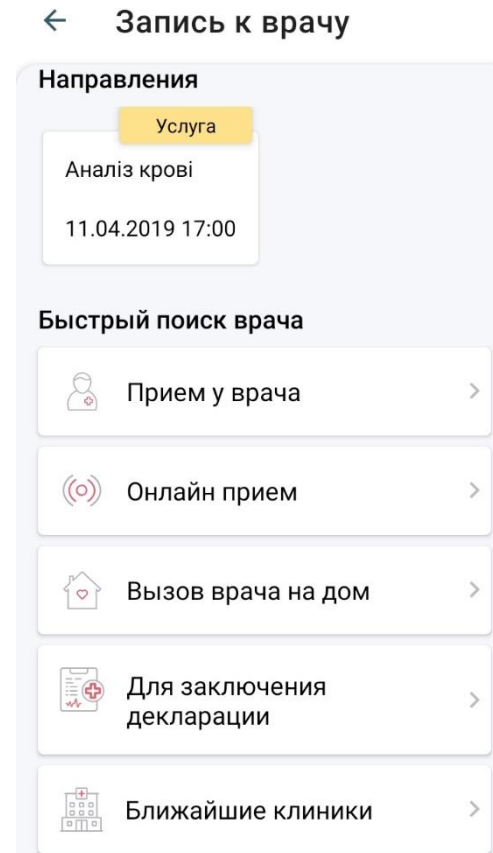 Запись к врачу
Направления
Услуга
Аналіз крові
11.04.2019 17:00
Быстрый поиск врача
Прием у врача
Онлайн прием
Вызов врача на дом
Для заключения
декларации
Ближайшие клиники